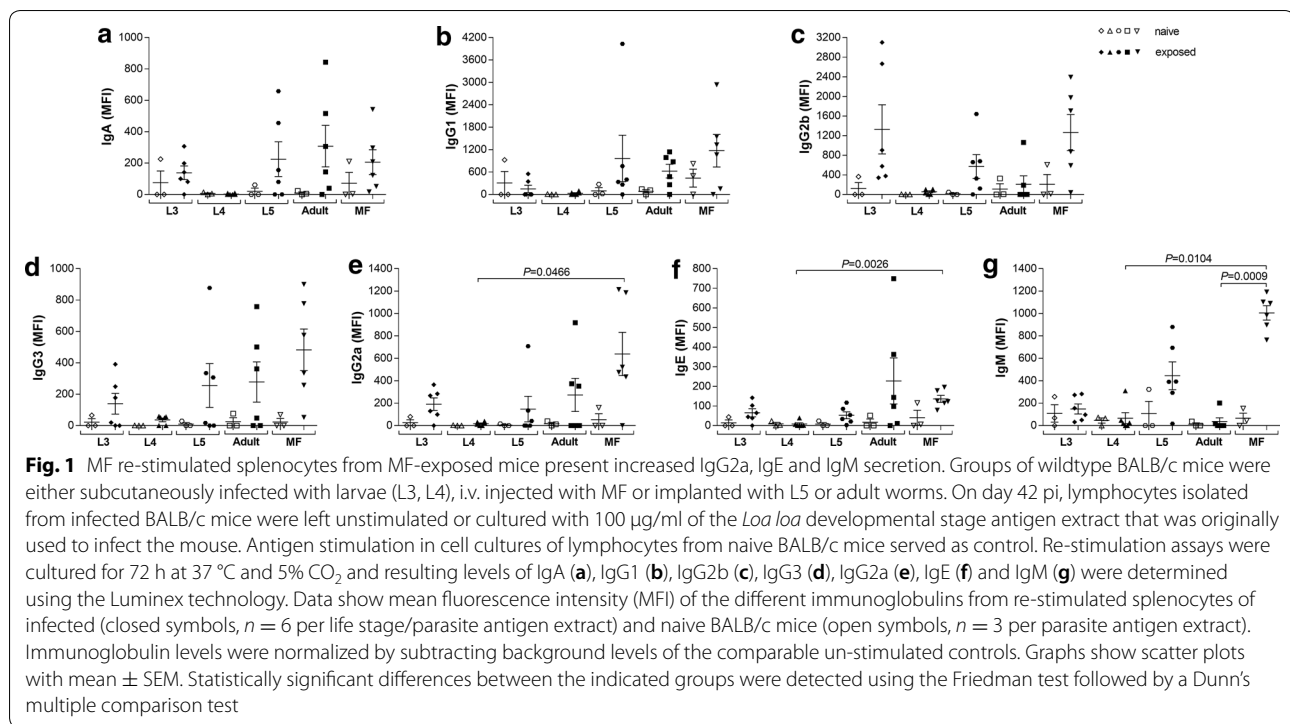 a
IgA (MFI)
1000
800
600
400
200
0
L3 L4 L5 Adult MF
b
IgG1 (MFI)
4200
3600
3000
2400
1800
1200
600
0
L3 L4 L5 Adult MF
c
IgG2b (MFI)
3200
2800
2400
2000
1600
1200
800
400
0
L3 L4 L5 Adult MF
naive
exposed
d
IgG3 (MFI)
1000
800
600
400
200
0
L3 L4 L5 Adult MF
e
IgG2a (MFI)
1400
1200
1000
800
600
400
200
0
P=0.0466
L3 L4 L5 Adult MF
f
IgE (MFI)
800
700
600
500
400
300
200
100
0
P=0.0026
L3 L4 L5 Adult MF
g
IgM (MFI)
1400
1200
1000
800
600
400
200
0
P=0.0104
P=0.0009
L3 L4 L5 Adult MF
Fig. 1 MF re-stimulated splenocytes from MF-exposed mice present increased IgG2a, IgE and IgM secretion. Groups of wildtype BALB/c mice were
either subcutaneously infected with larvae (L3, L4), i.v. injected with MF or implanted with L5 or adult worms. On day 42 pi, lymphocytes isolated
from infected BALB/c mice were left unstimulated or cultured with 100 µg/ml of the Loa loa developmental stage antigen extract that was originally
used to infect the mouse. Antigen stimulation in cell cultures of lymphocytes from naive BALB/c mice served as control. Re-stimulation assays were
cultured for 72 h at 37 °C and 5% CO₂ and resulting levels of IgA (a), IgG1 (b), IgG2b (c), IgG3 (d), IgG2a (e), IgE (f) and IgM (g) were determined
using the Luminex technology. Data show mean fluorescence intensity (MFI) of the different immunoglobulins from re-stimulated splenocytes of
infected (closed symbols, n = 6 per life stage/parasite antigen extract) and naive BALB/c mice (open symbols, n = 3 per parasite antigen extract).
Immunoglobulin levels were normalized by subtracting background levels of the comparable un-stimulated controls. Graphs show scatter plots
with mean ± SEM. Statistically significant differences between the indicated groups were detected using the Friedman test followed by a Dunn's
multiple comparison test